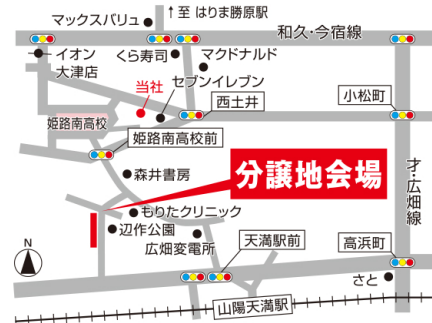 ↑至 はりま勝原駅
マックスバリュ
和久・今宿線
イオン
大津店
くら寿司
マクドナルド
当社
セブンイレブン
西土井
小松町
姫路南高校
姫路南高校前
森井書房
分譲地会場
才・広畑線
もりたクリニック
辺作公園
広畑変電所
天満駅前
高浜町
N
さと
山陽天満駅